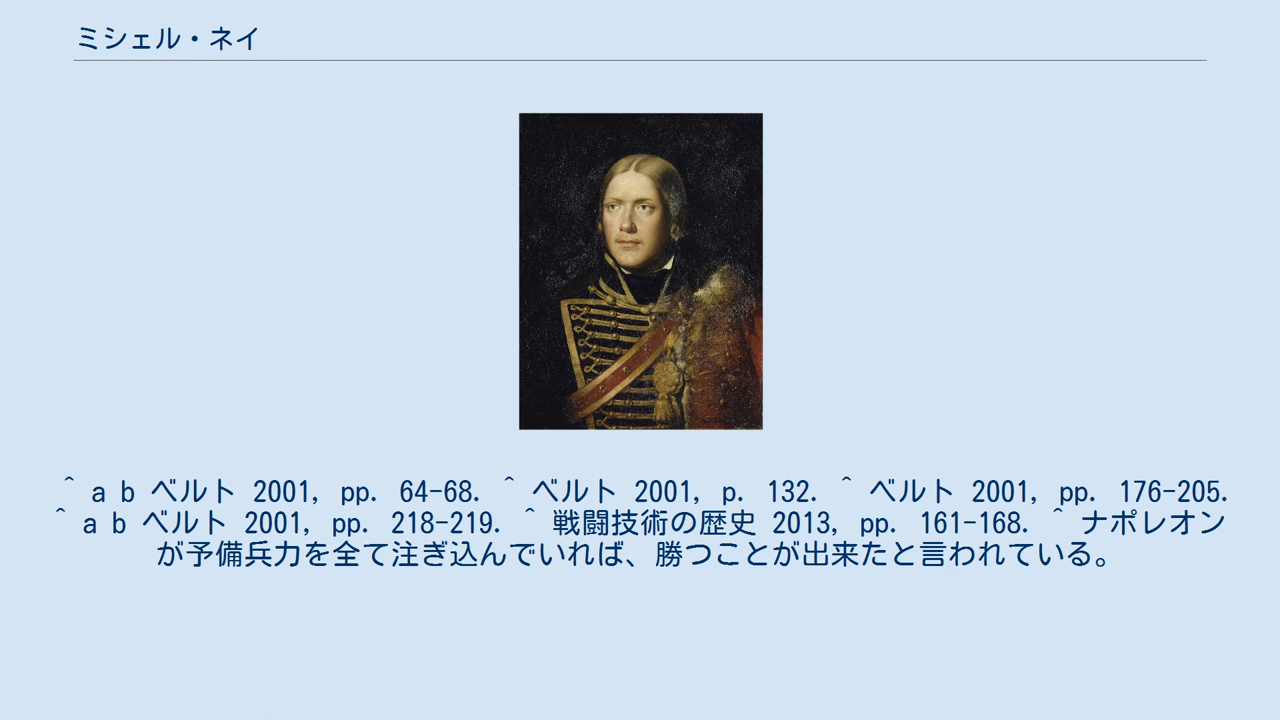 ミシェル・ネイ
^ a b ベルト 2001, pp. 64-68. ^ ベルト 2001, p. 132. ^ ベルト 2001, pp. 176-205.
^ a b ベルト 2001, pp. 218-219. ^ 戦闘技術の歴史 2013, pp. 161-168. ^ ナポレオン
が予備兵力を全て注ぎ込んでいれば、勝つことが出来たと言われている。